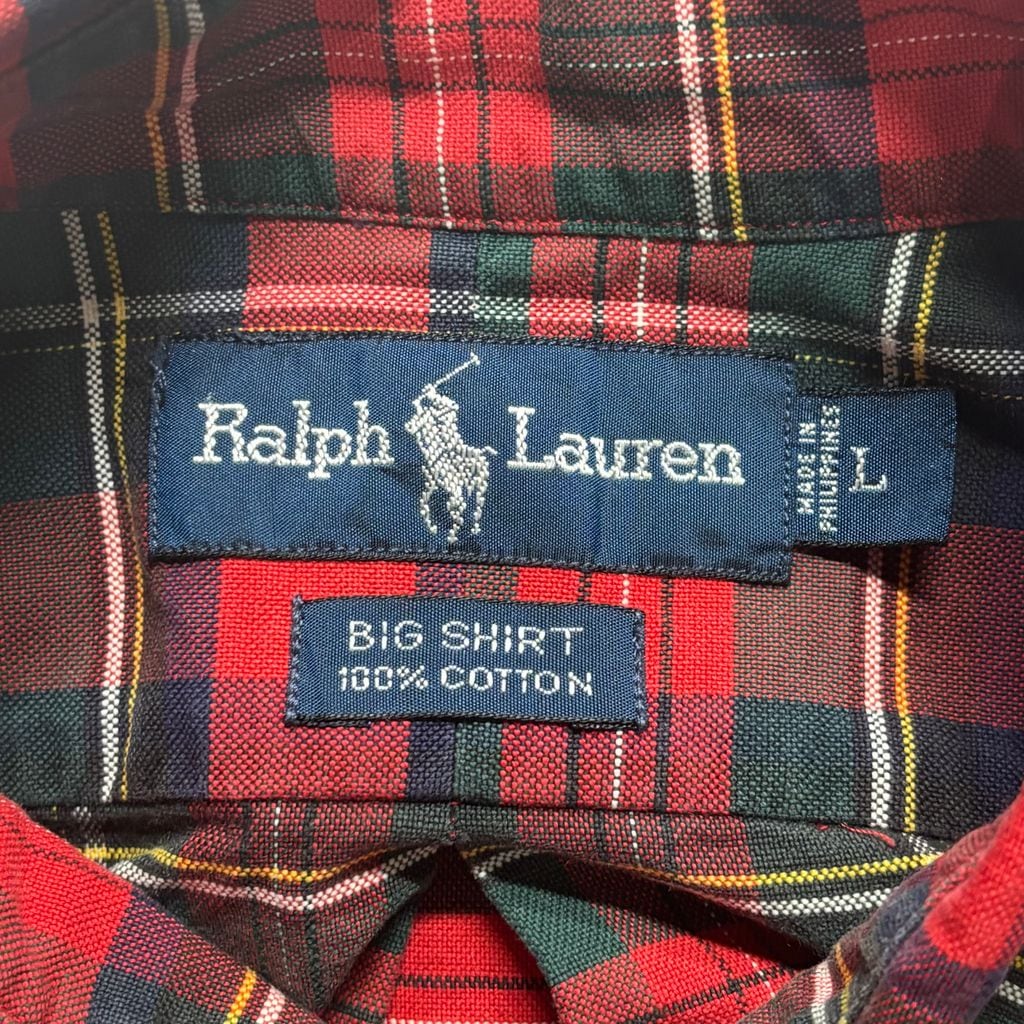 Ralph Lauren
MADE IN
PHILIPPINES
L
BIG SHIRT
100% COTTON